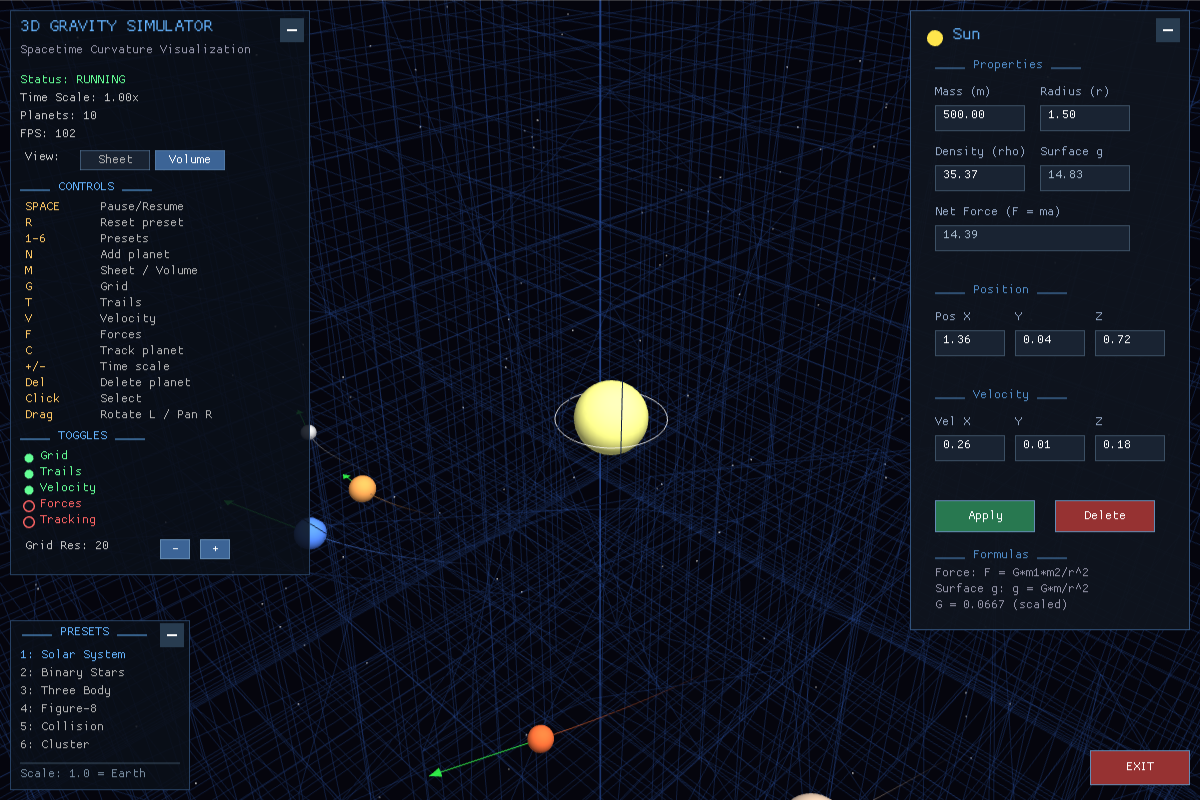 3D GRAVITY SIMULATOR
Spacetime Curvature Visualization
Status: RUNNING
Time Scale: 1.00x
Planets: 10
FPS: 102
View: Sheet Volume
CONTROLS
SPACE Pause/Resume
R Reset preset
1-6 Presets
N Add planet
M Sheet / Volume
G Grid
T Trails
V Velocity
F Forces
C Track planet
+/- Time scale
Del Delete planet
Click Select
Drag Rotate L / Pan R
TOGGLES
Grid
Trails
Velocity
Forces
Tracking
Grid Res: 20 - +
PRESETS
1: Solar System
2: Binary Stars
3: Three Body
4: Figure-8
5: Collision
6: Cluster
Scale: 1.0 = Earth
Sun
Properties
Mass (m) Radius (r)
500.00 1.50
Density (rho) Surface g
35.37 14.83
Net Force (F = ma)
14.39
Position
Pos X Y Z
1.36 0.04 0.72
Velocity
Vel X Y Z
0.26 0.01 0.18
Apply Delete
Formulas
Force: F = G*m1*m2/r^2
Surface g: g = G*m/r^2
G = 0.0667 (scaled)
EXIT